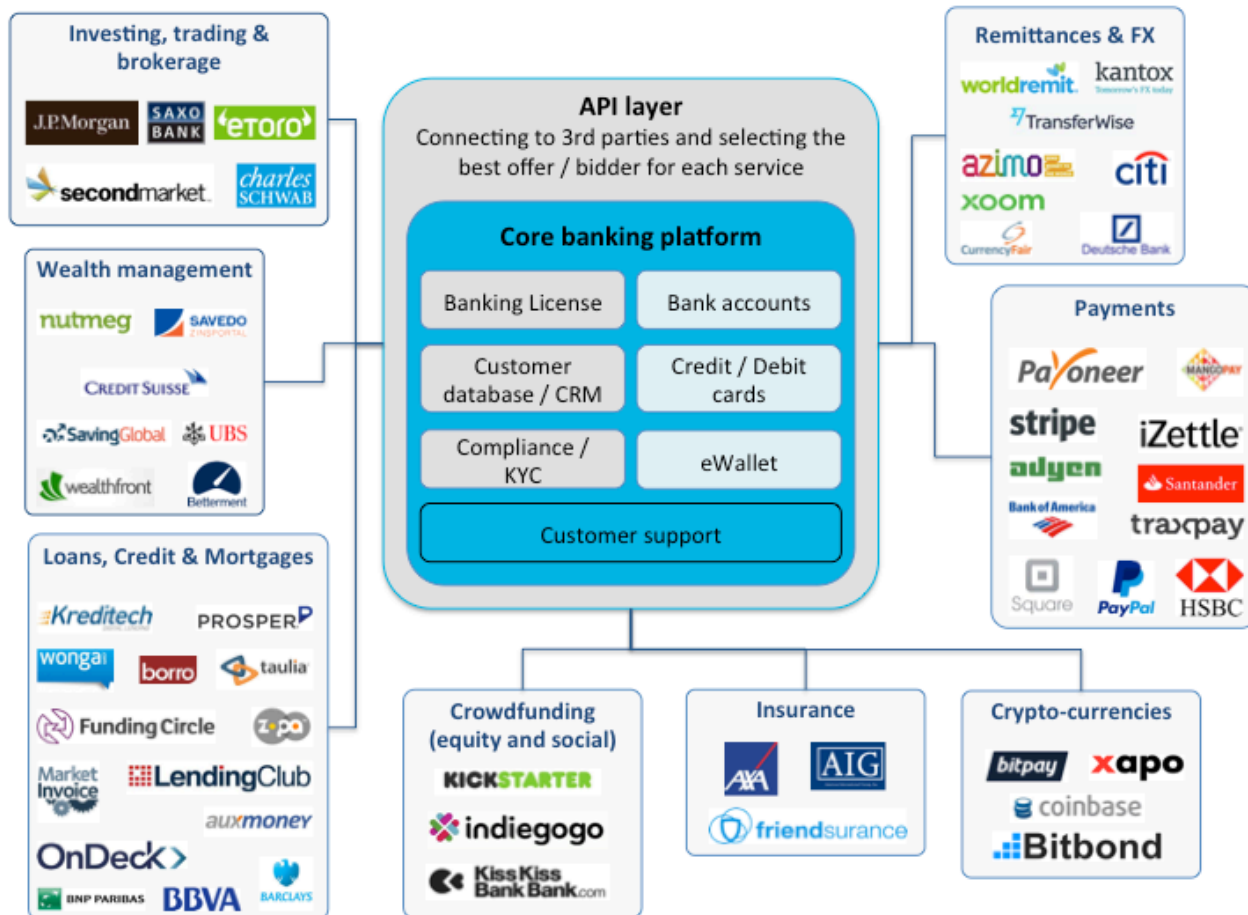 Investing, trading &
brokerage
J.P.Morgan
SAXO
BANK
eTORO
secondmarket
charles
SCHWAB
Wealth management
nutmeg
SAVEDO
ZINSPORTAL
CREDIT SUISSE
SavingGlobal
UBS
wealthfront
Betterment
Loans, Credit & Mortgages
Kreditech
PROSPER
wonga
borro
taulia
Funding Circle
zopa
Market
Invoice
LendingClub
auxmoney
OnDeck
BNP PARIBAS
BBVA
BARCLAYS
API layer
Connecting to 3rd parties and selecting the
best offer / bidder for each service
Core banking platform
Banking License
Bank accounts
Customer
database / CRM
Credit / Debit
cards
Compliance /
KYC
eWallet
Customer support
Crowdfunding
(equity and social)
KICKSTARTER
indiegogo
KissKiss
BankBank.com
Insurance
AXA
AIG
friendsurance
Crypto-currencies
bitpay
xapo
coinbase
Bitbond
Remittances & FX
worldremit
kantox
Tomorrow's FX today
TransferWise
azimo
citi
xoom
CurrencyFair
Deutsche Bank
Payments
Payoneer
MANGOPAY
stripe
iZettle
adyen
Santander
Bank of America
traxpay
Square
PayPal
HSBC